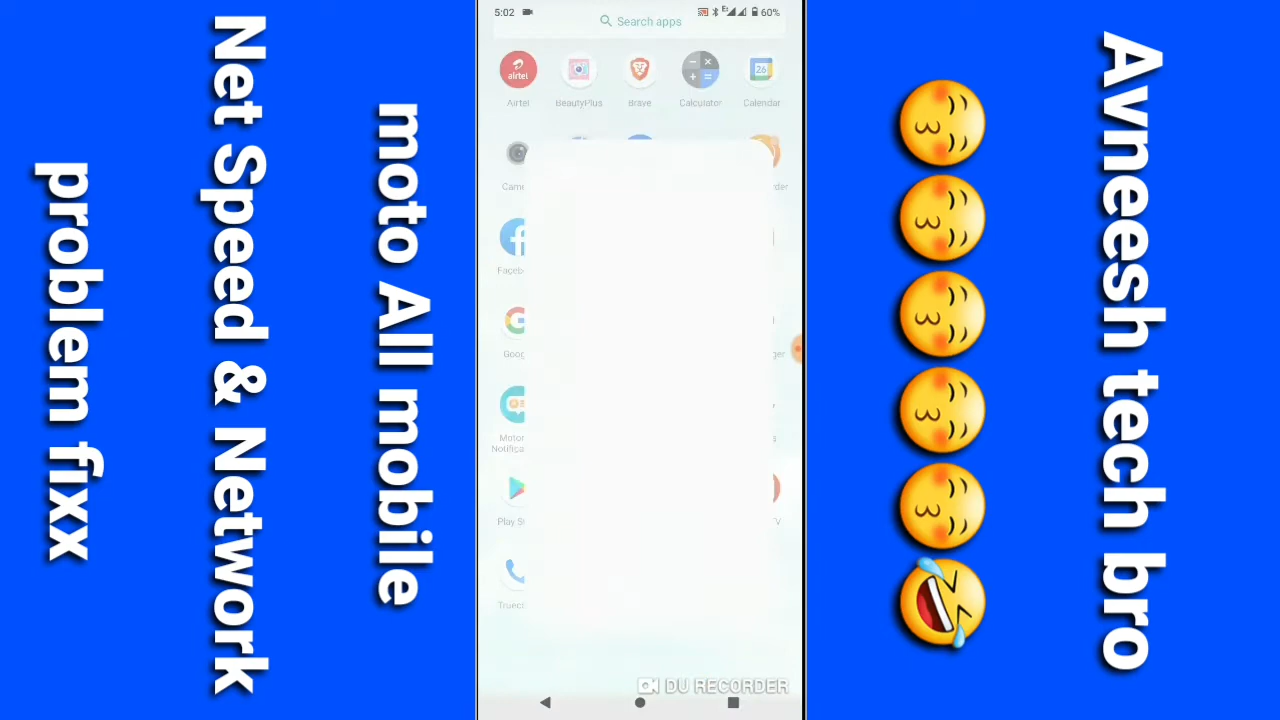 problem fixx
Net Speed & Network
moto All mobile
5:02
60%
Search apps
airtel
26
Airtel
BeautyPlus
Brave
Calculator
Calendar
DU RECORDER
Avneesh tech bro